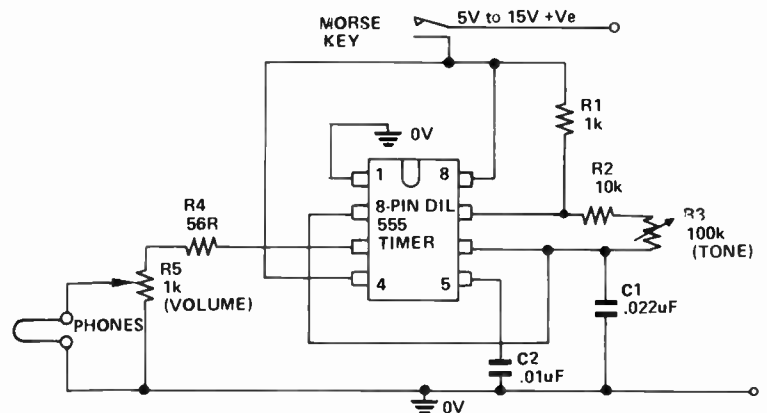 MORSE
KEY
5V to 15V +Ve
R1
1k
0V
R2
10k
R3
100k
(TONE)
1
8
8-PIN DIL
555
TIMER
4
5
R4
56R
R5
1k
(VOLUME)
PHONES
C1
.022uF
C2
.01uF
0V